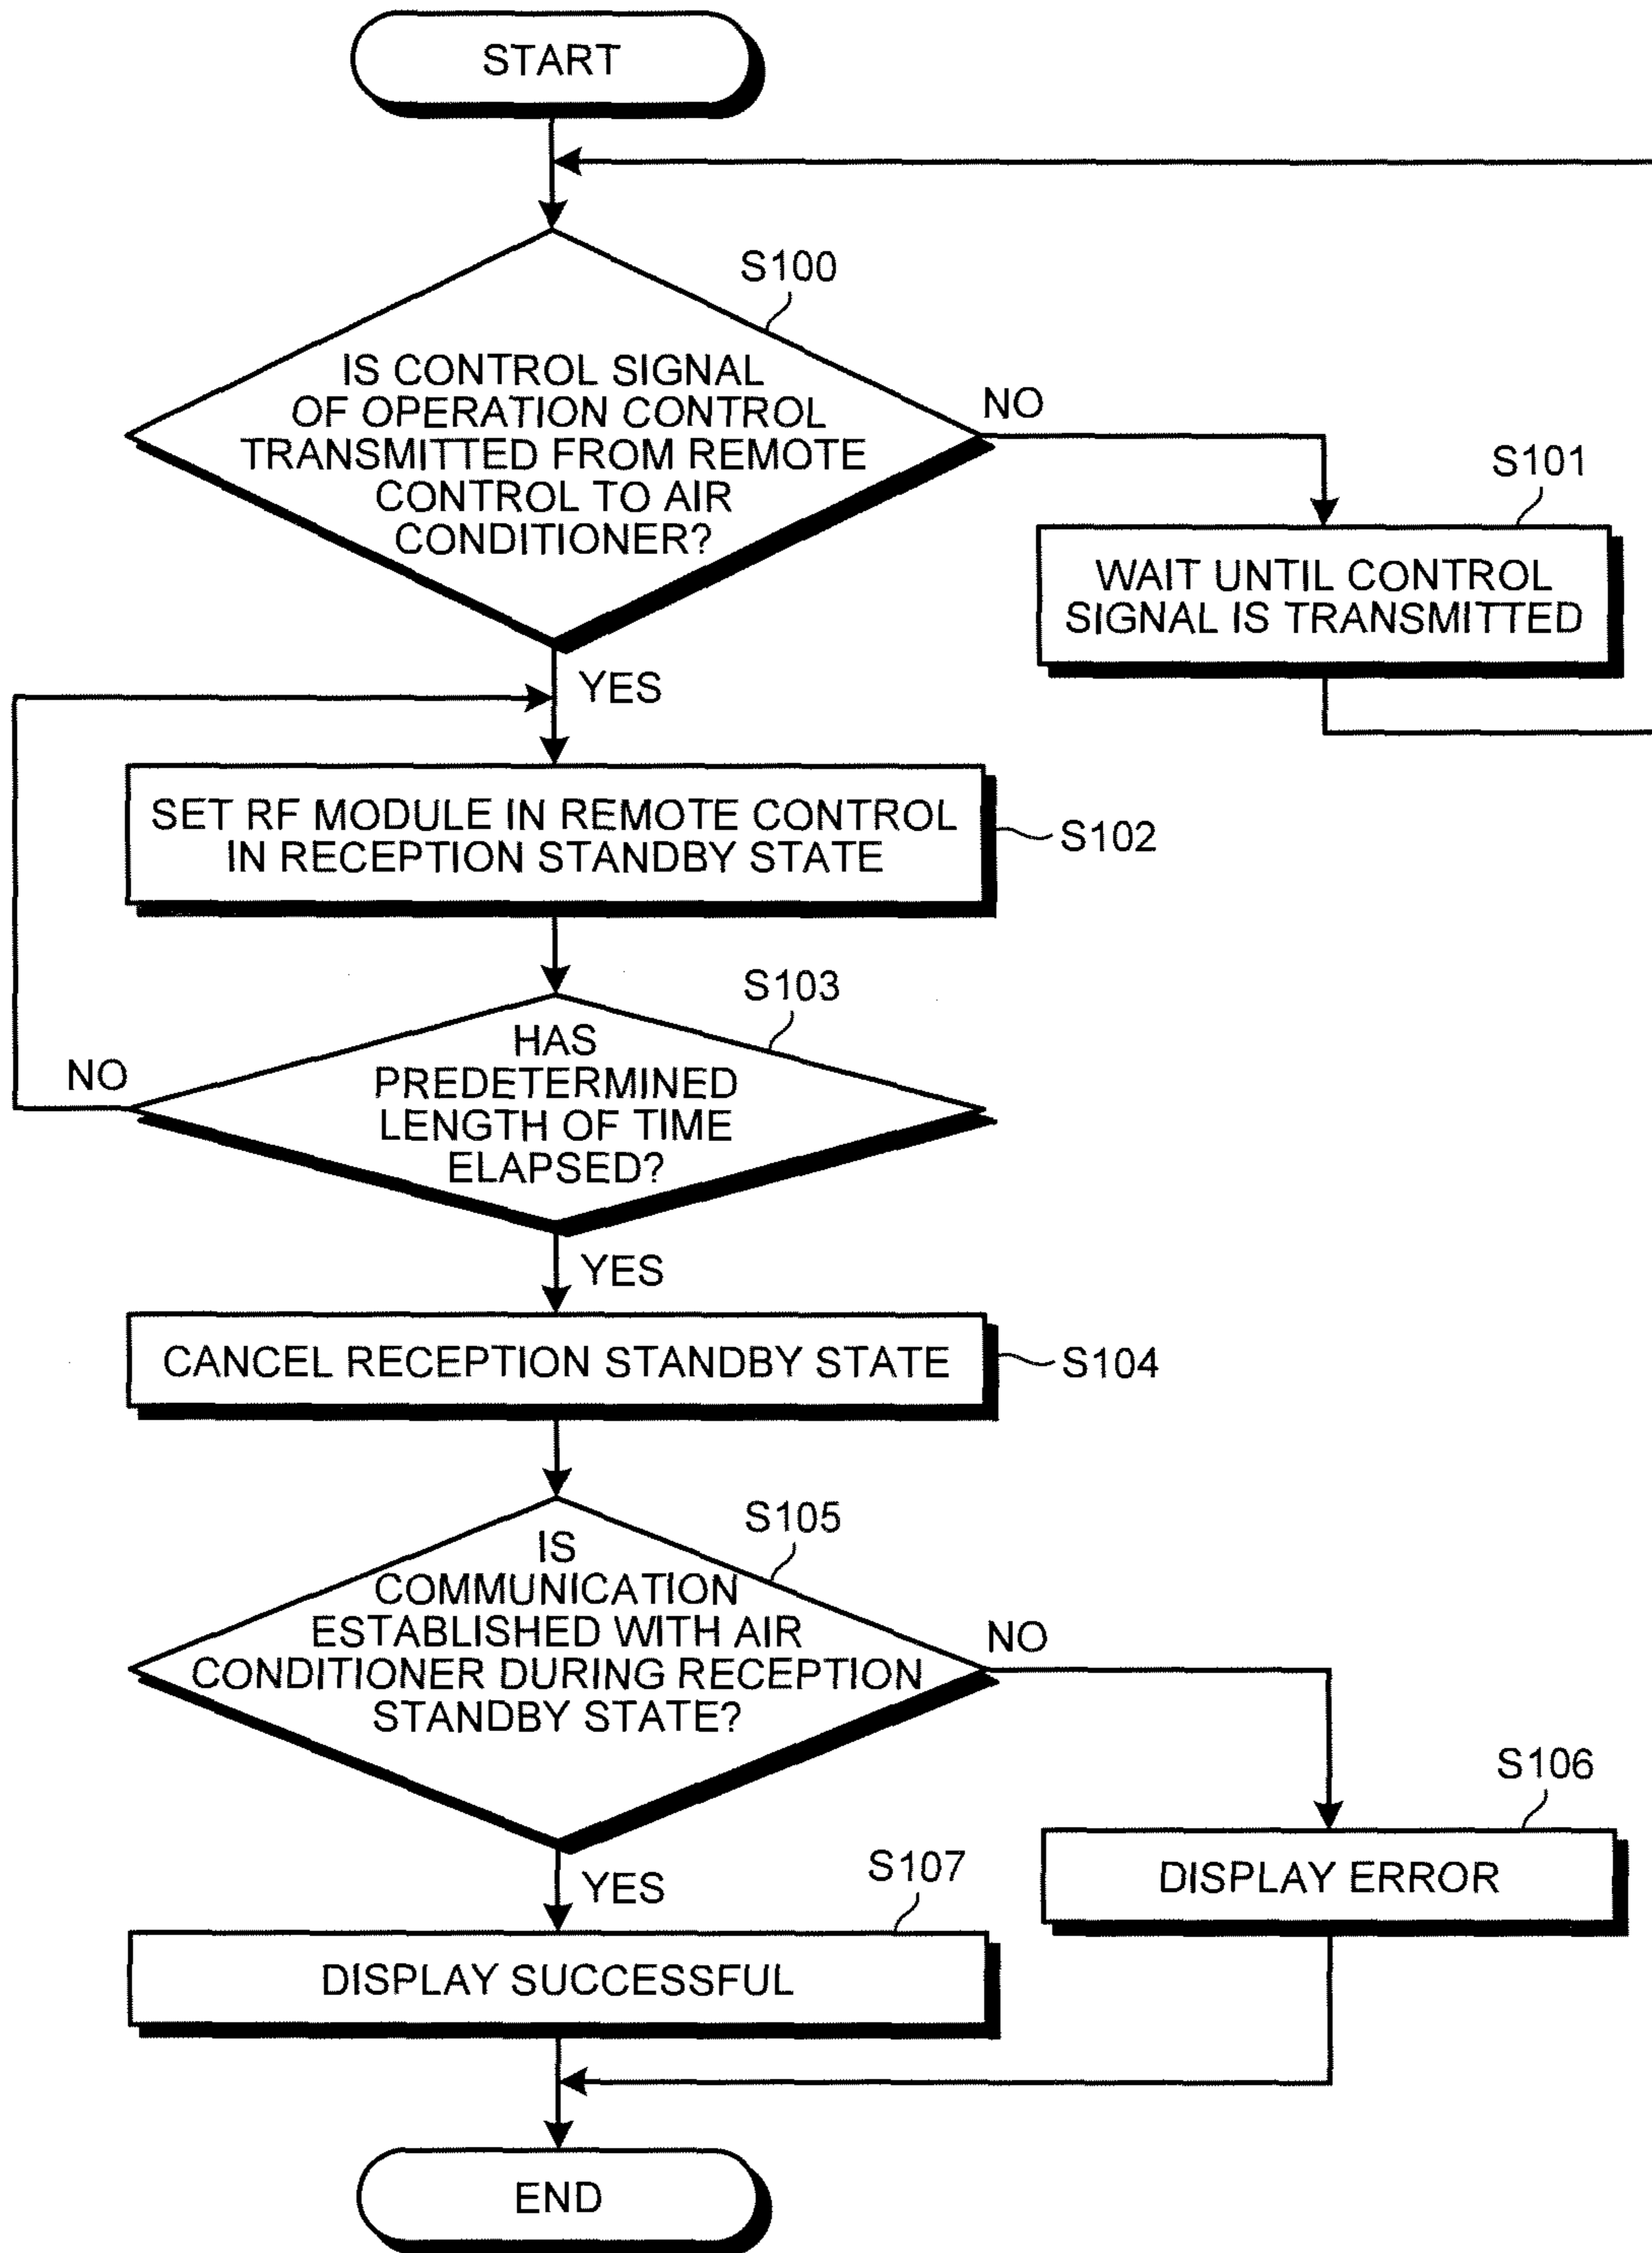 START
S100
IS CONTROL SIGNAL
OF OPERATION CONTROL
TRANSMITTED FROM REMOTE
CONTROL TO AIR
CONDITIONER?
NO
S101
WAIT UNTIL CONTROL
SIGNAL IS TRANSMITTED
YES
SET RF MODULE IN REMOTE CONTROL
IN RECEPTION STANDBY STATE
S102
S103
HAS
PREDETERMINED
LENGTH OF TIME
ELAPSED?
NO
YES
CANCEL RECEPTION STANDBY STATE
S104
S105
IS
COMMUNICATION
ESTABLISHED WITH AIR
CONDITIONER DURING RECEPTION
STANDBY STATE?
NO
S106
DISPLAY ERROR
YES
S107
DISPLAY SUCCESSFUL
END